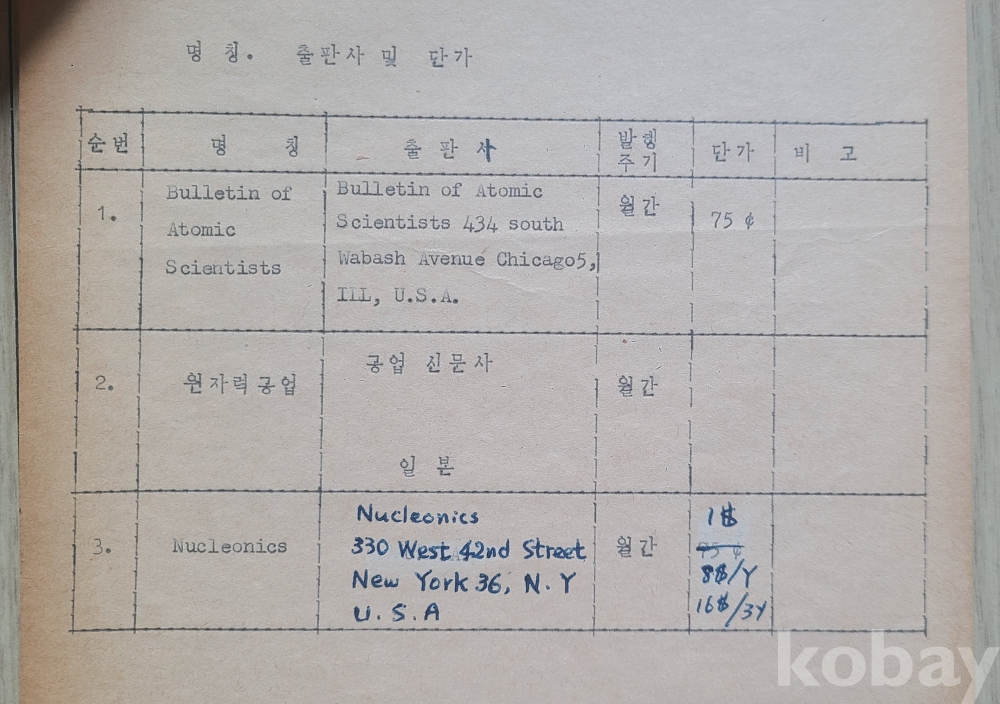 명 칭. 출판사 및 단가
순번 명 칭 출 판 사 발행 주기 단가 비 고
1. Bulletin of Atomic Scientists
Bulletin of Atomic
Scientists 434 south
Wabash Avenue Chicago5,
ILL, U.S.A.
월간 75 ¢
2. 원자력공업
공업 신문사
일 본
월간
3. Nucleonics
Nucleonics
330 West 42nd Street
New York 36, N.Y
U.S.A
월간
1$
75 ¢
8$/Y
16$/3Y
kobay